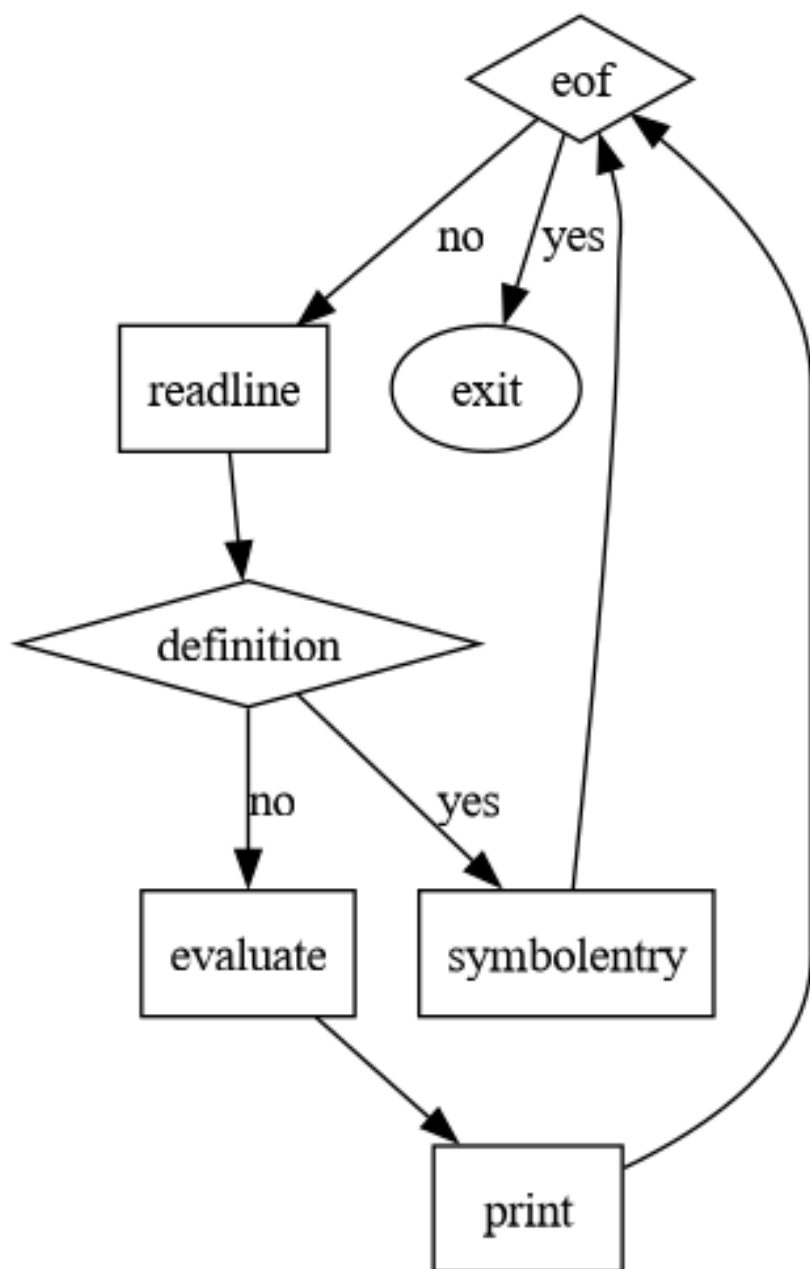 eof
no
yes
readline
exit
definition
no
yes
evaluate
symbolentry
print